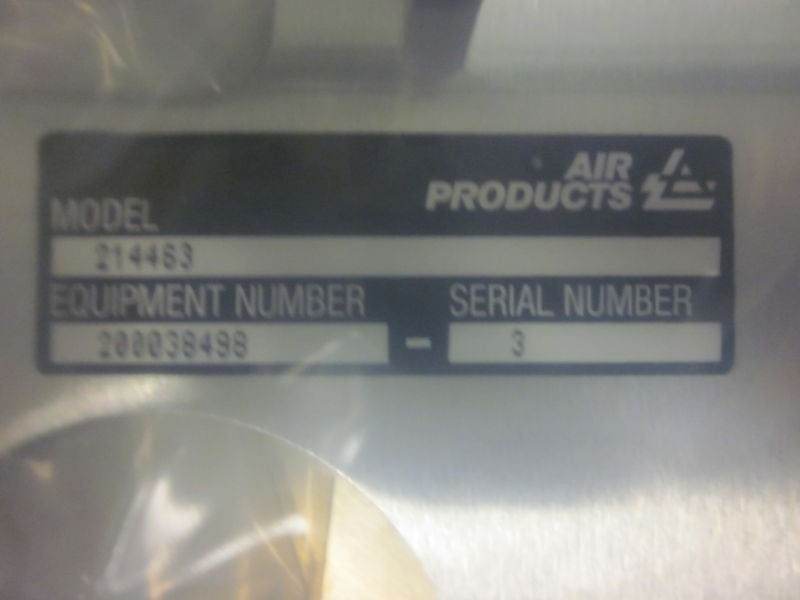 AIR
PRODUCTS
MODEL
214463
EQUIPMENT NUMBER
SERIAL NUMBER
200038498
-
3